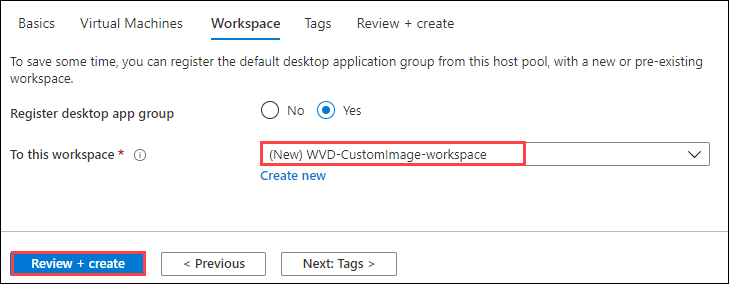 Basics Virtual Machines Workspace Tags Review + create
To save some time, you can register the default desktop application group from this host pool, with a new or pre-existing
workspace.
Register desktop app group No Yes
To this workspace * (New) WVD-CustomImage-workspace
Create new
Review + create < Previous Next: Tags >